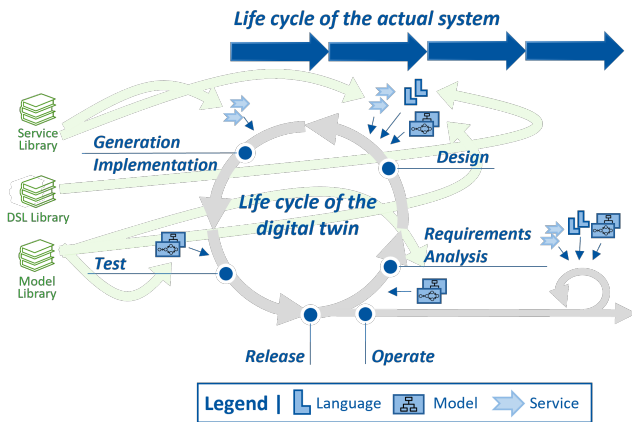 Life cycle of the actual system
Service
Library
Generation
Implementation
Design
DSL Library
Life cycle of the
digital twin
Requirements
Analysis
Model
Library
Test
Release
Operate
Legend | Language Model Service